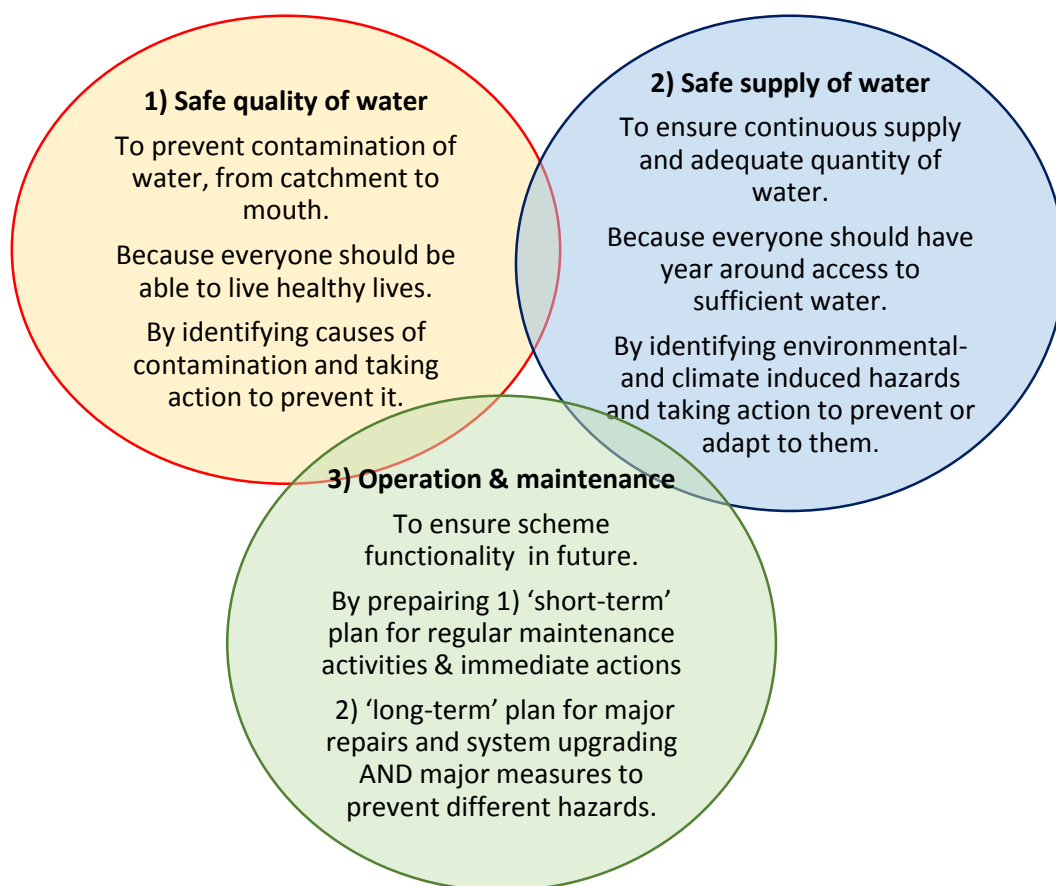 1) Safe quality of water
To prevent contamination of
water, from catchment to
mouth.
Because everyone should be
able to live healthy lives.
By identifying causes of
contamination and taking
action to prevent it.
2) Safe supply of water
To ensure continuous supply
and adequate quantity of
water.
Because everyone should have
year around access to
sufficient water.
By identifying environmental-
and climate induced hazards
and taking action to prevent or
adapt to them.
3) Operation & maintenance
To ensure scheme
functionality in future.
By prepairing 1) ‘short-term’
plan for regular maintenance
activities & immediate actions
2) ‘long-term’ plan for major
repairs and system upgrading
AND major measures to
prevent different hazards.